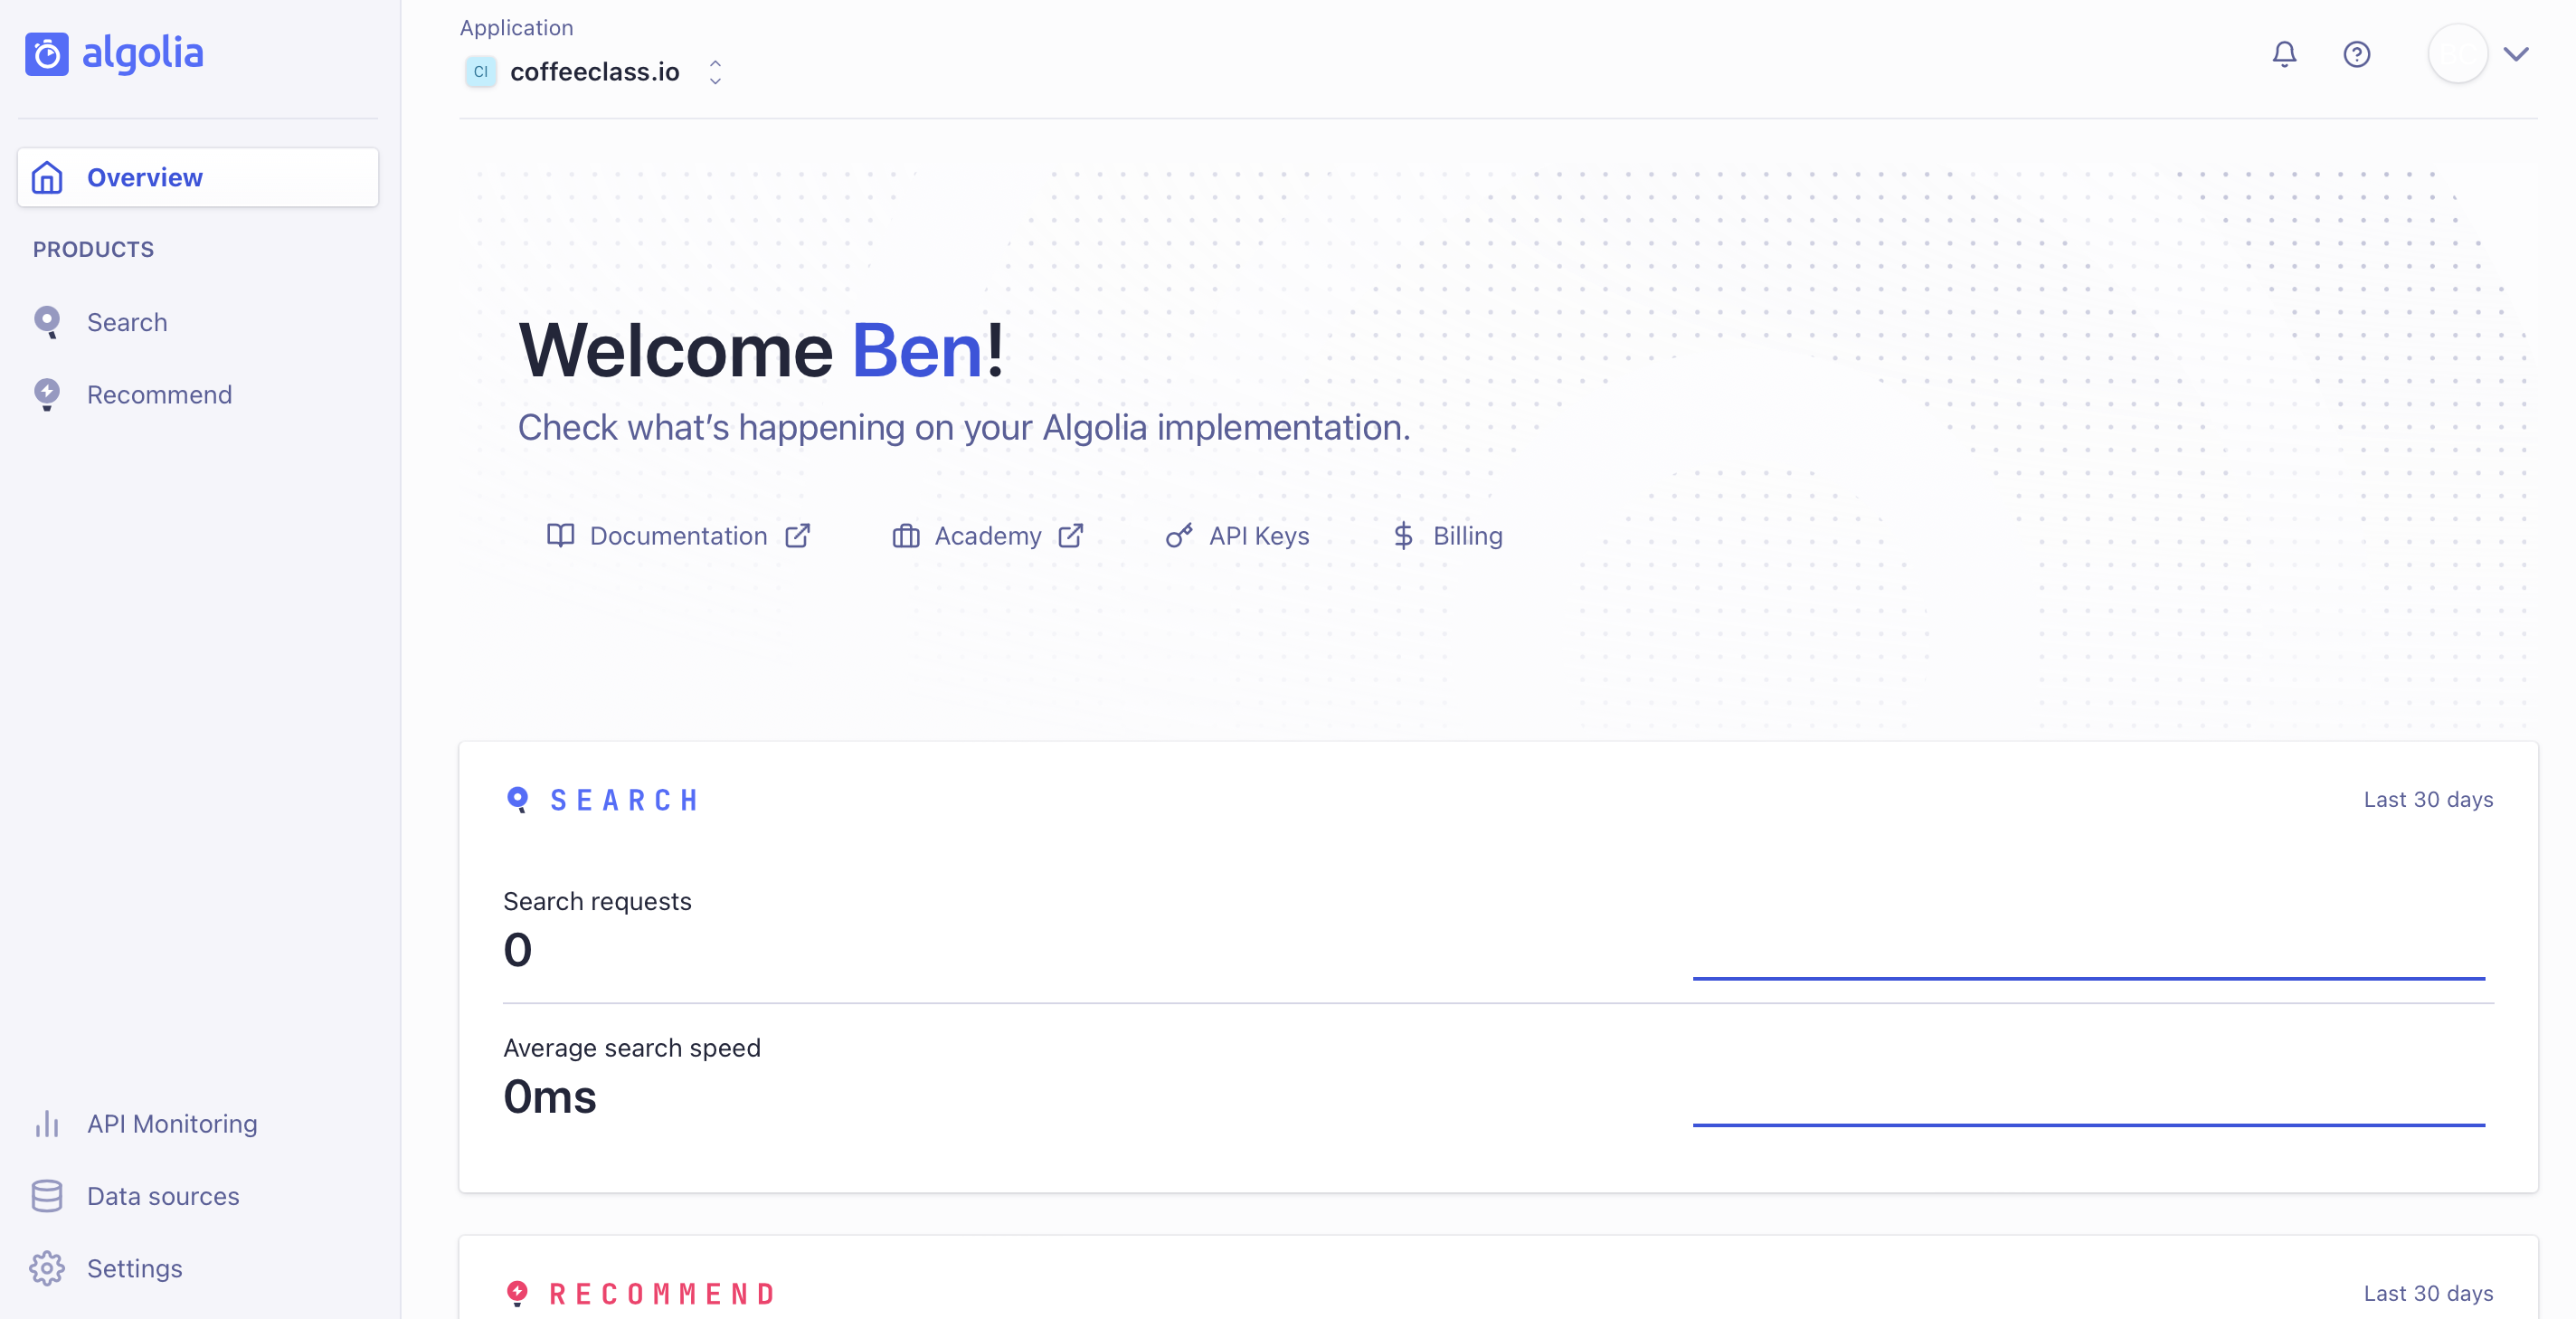 algolia
Overview
PRODUCTS
Search
Recommend
API Monitoring
Data sources
Settings
Application
CI coffeeclass.io
Welcome Ben!
Check what’s happening on your Algolia implementation.
Documentation Academy API Keys Billing
SEARCH Last 30 days
Search requests
0
Average search speed
0ms
RECOMMEND Last 30 days